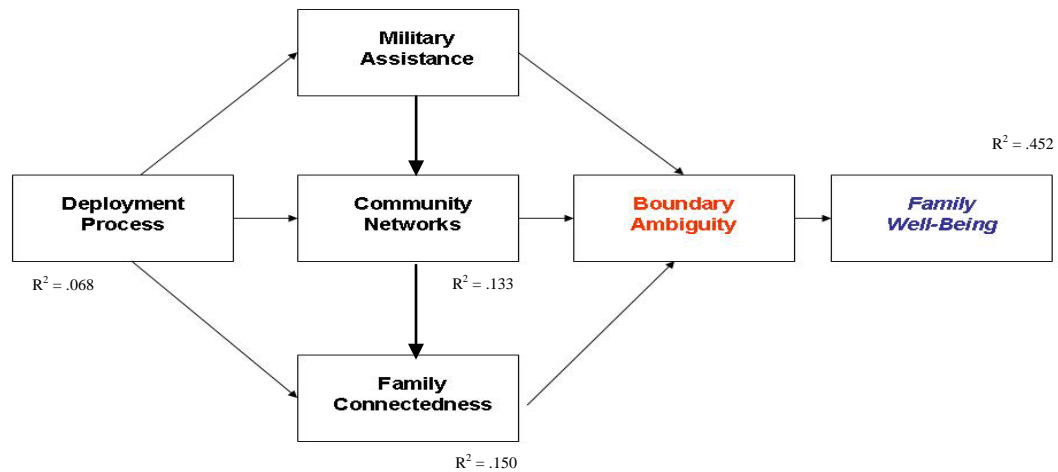 Military
Assistance
R² = .452
Deployment
Process
Community
Networks
Boundary
Ambiguity
Family
Well-Being
R² = .068
R² = .133
Family
Connectedness
R² = .150